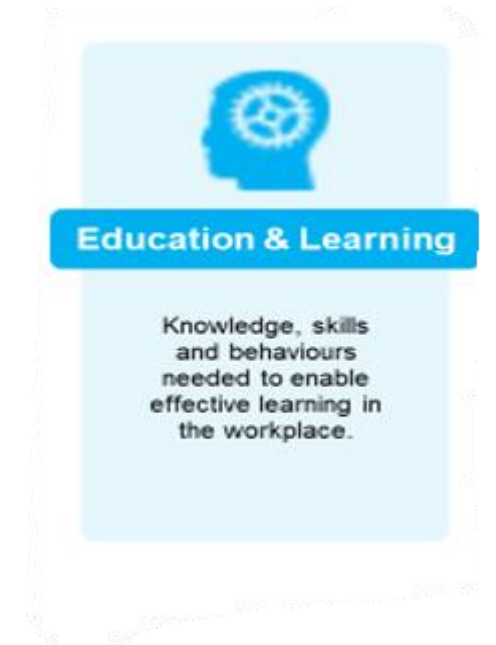 Education & Learning
Knowledge, skills
and behaviours
needed to enable
effective learning in
the workplace.